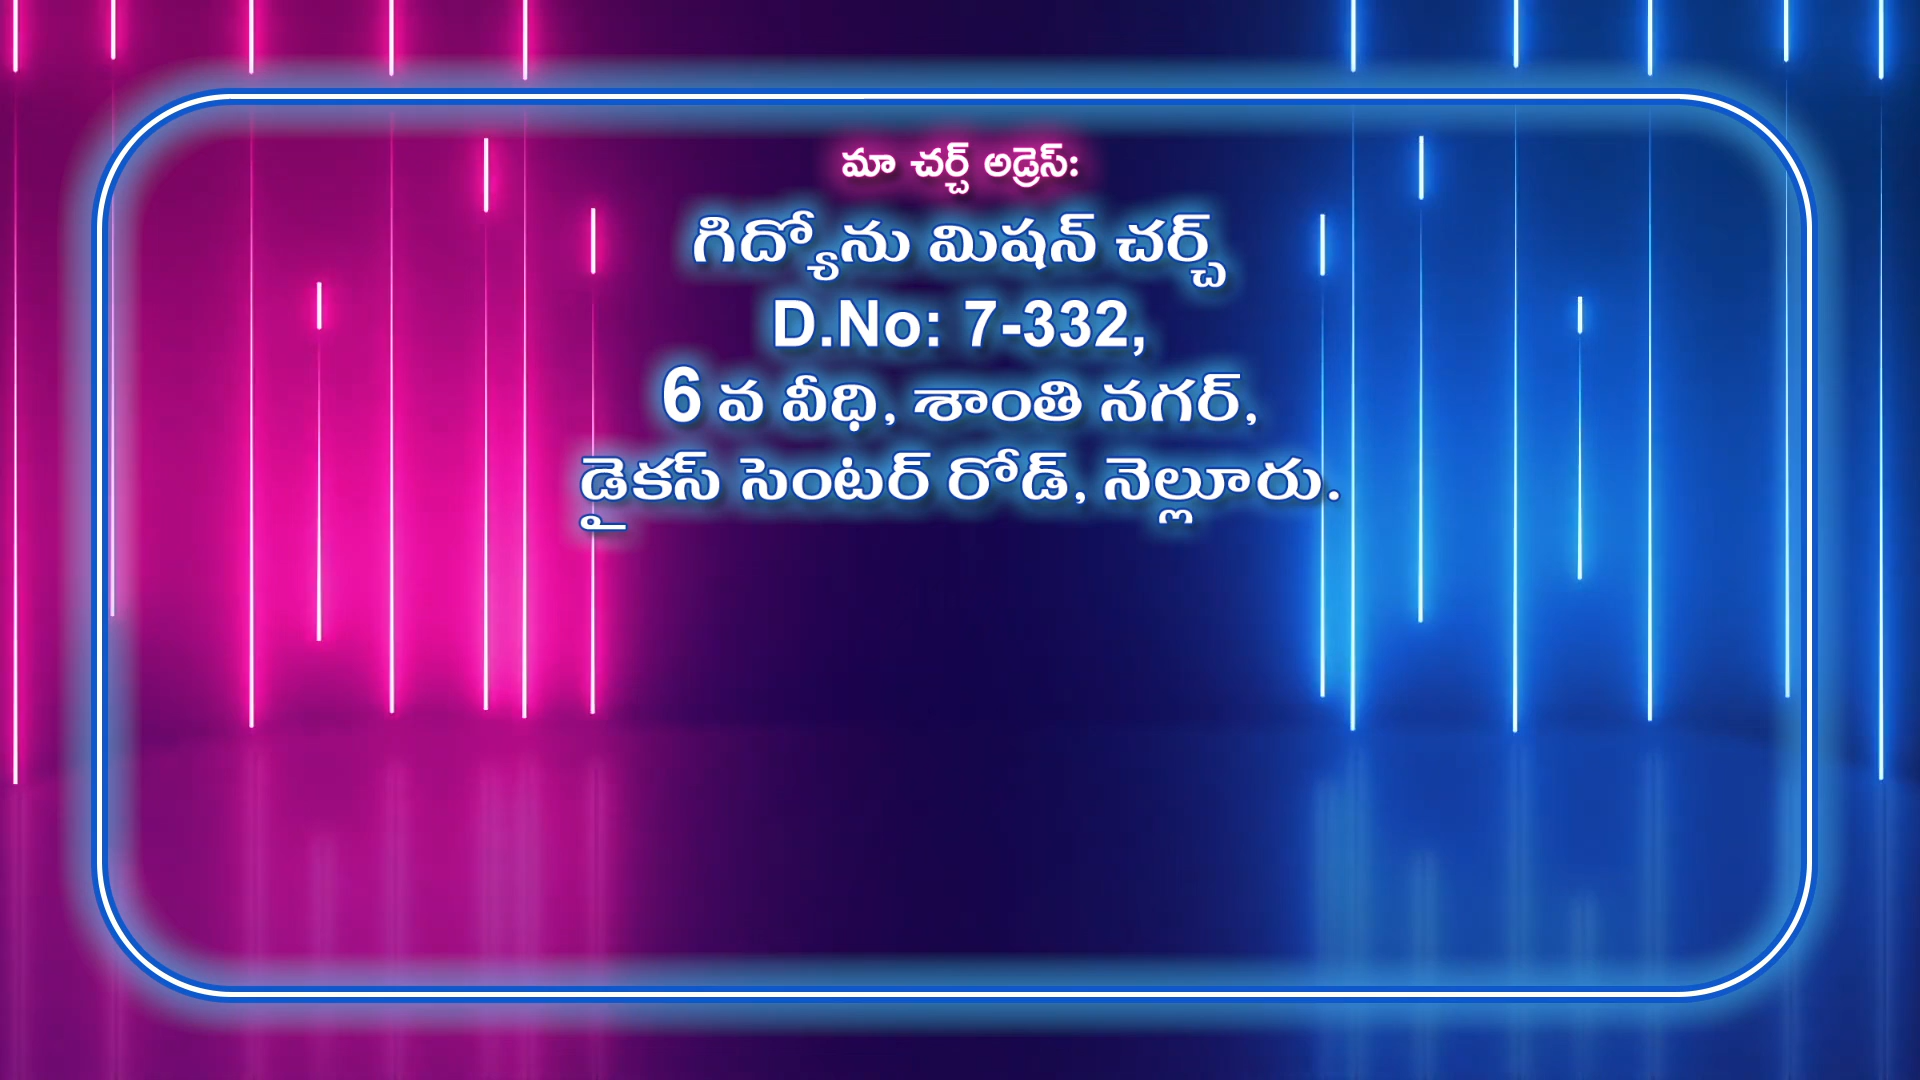 మా చర్చ్ అడ్రెస్:
గిద్యోను మిషన్ చర్చ్
D.No: 7-332,
6 వ వీధి, శాంతి నగర్,
డైకస్ సెంటర్ రోడ్, నెల్లూరు.